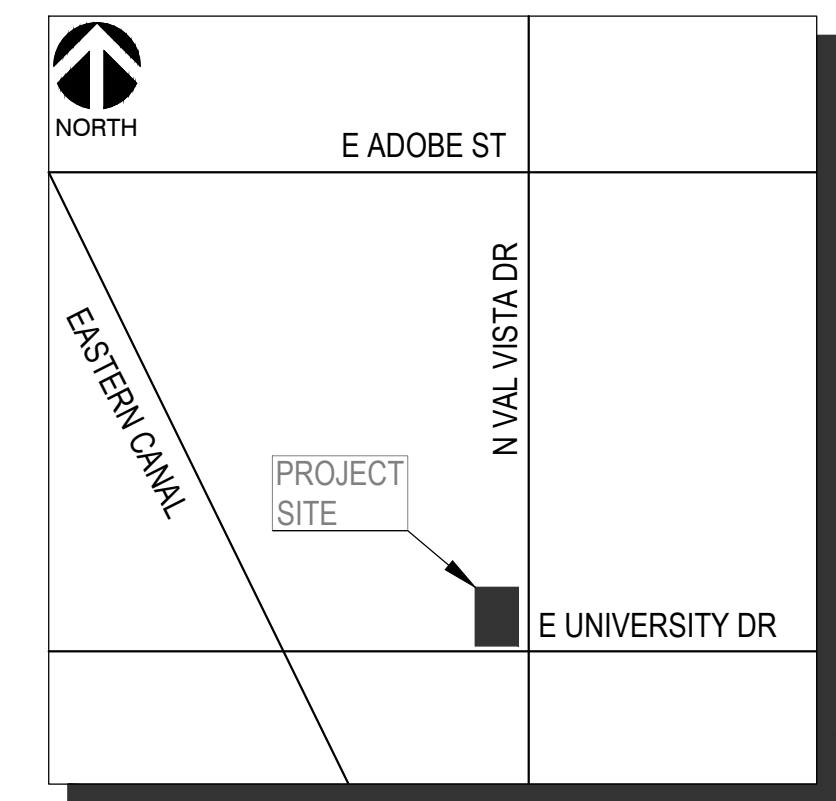 NORTH
E ADOBE ST
N VAL VISTA DR
EASTERN CANAL
PROJECT
SITE
E UNIVERSITY DR